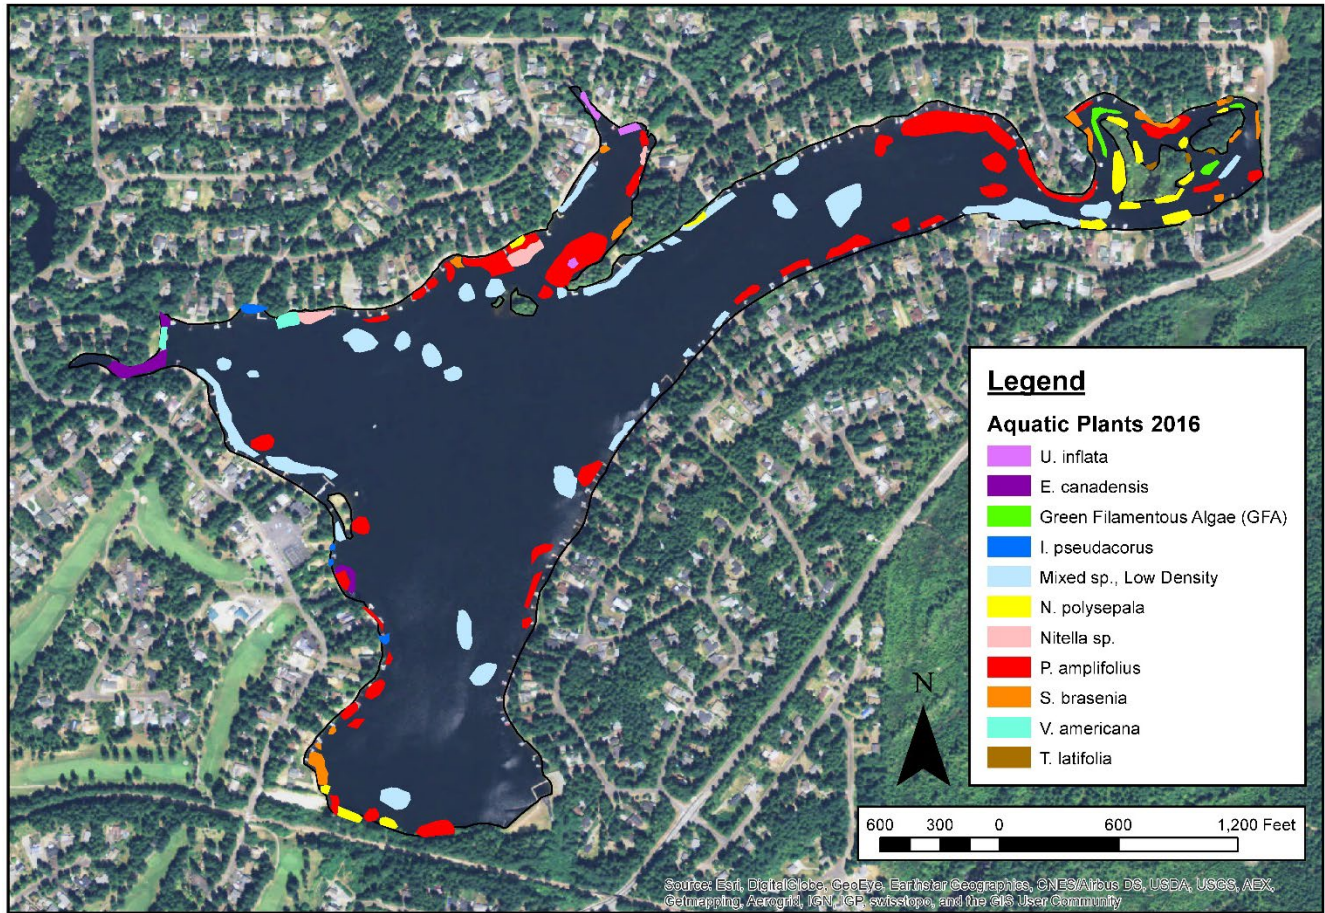 Legend
Aquatic Plants 2016
U. inflata
E. canadensis
Green Filamentous Algae (GFA)
I. pseudacorus
Mixed sp., Low Density
N. polysepala
Nitella sp.
P. amplifolius
S. brasenia
V. americana
T. latifolia
N
600 300 0 600 1,200 Feet
Source: Esri, DigitalGlobe, GeoEye, Earthstar Geographics, CNES/Airbus DS, USDA, USGS, AEX,
Getmapping, Aerogrid, IGN, IGP, swisstopo, and the GIS User Community